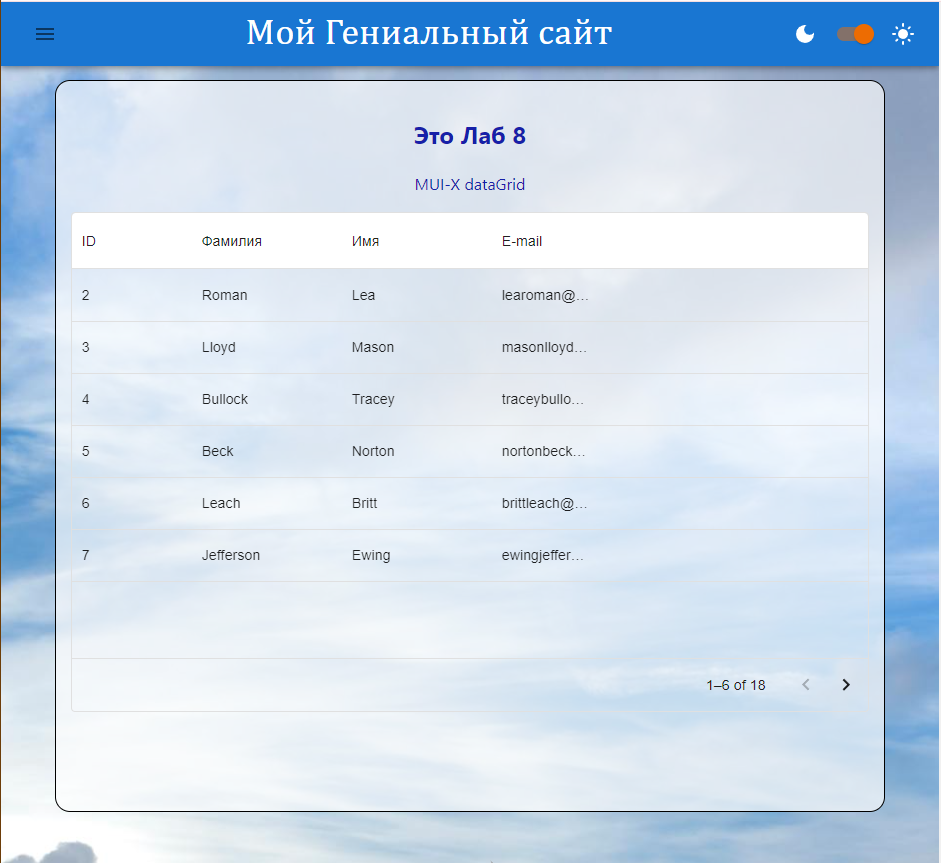 Мой Гениальный сайт
Это Лаб 8
MUI-X dataGrid
ID Фамилия Имя E-mail
2 Roman Lea learoman@...
3 Lloyd Mason masonlloyd...
4 Bullock Tracey traceybullo...
5 Beck Norton nortonbeck...
6 Leach Britt brittleach@...
7 Jefferson Ewing ewingjeffer...
1–6 of 18